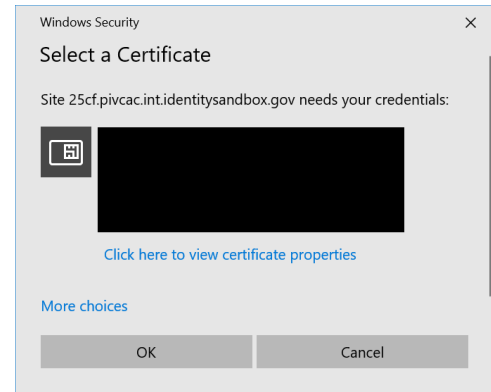 Windows Security
Select a Certificate
Site 25cf.pivcac.int.identitysandbox.gov needs your credentials:
Click here to view certificate properties
More choices
OK
Cancel